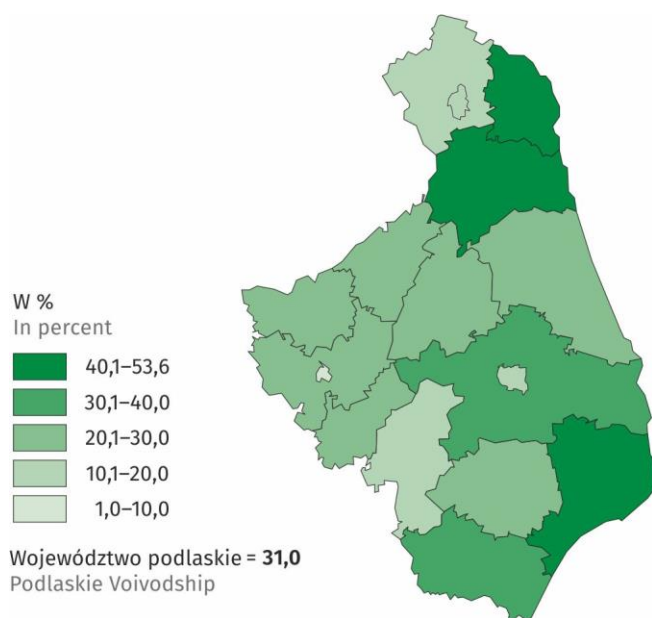 W %
In percent
40,1–53,6
30,1–40,0
20,1–30,0
10,1–20,0
1,0–10,0
Województwo podlaskie = 31,0
Podlaskie Voivodship